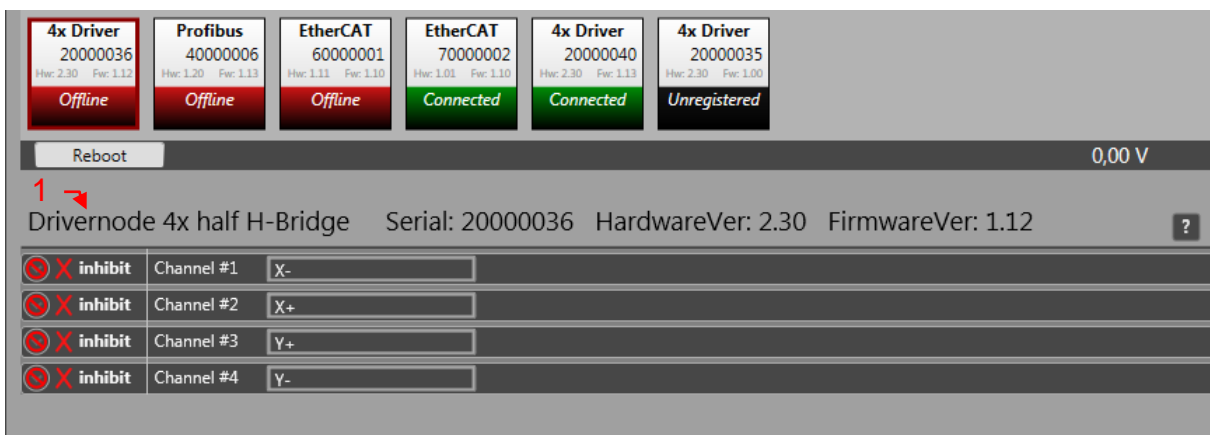 4x Driver Profibus EtherCAT EtherCAT 4x Driver 4x Driver
20000036 40000006 60000001 70000002 20000040 20000035
Hw: 2.30 Fw: 1.12 Hw: 1.20 Fw: 1.13 Hw: 1.11 Fw: 1.10 Hw: 1.01 Fw: 1.10 Hw: 2.30 Fw: 1.13 Hw: 2.30 Fw: 1.00
Offline Offline Offline Connected Connected Unregistered
Reboot 0,00 V
1
Drivernode 4x half H-Bridge Serial: 20000036 HardwareVer: 2.30 FirmwareVer: 1.12 ?
inhibit Channel #1 X-
inhibit Channel #2 X+
inhibit Channel #3 Y+
inhibit Channel #4 Y-